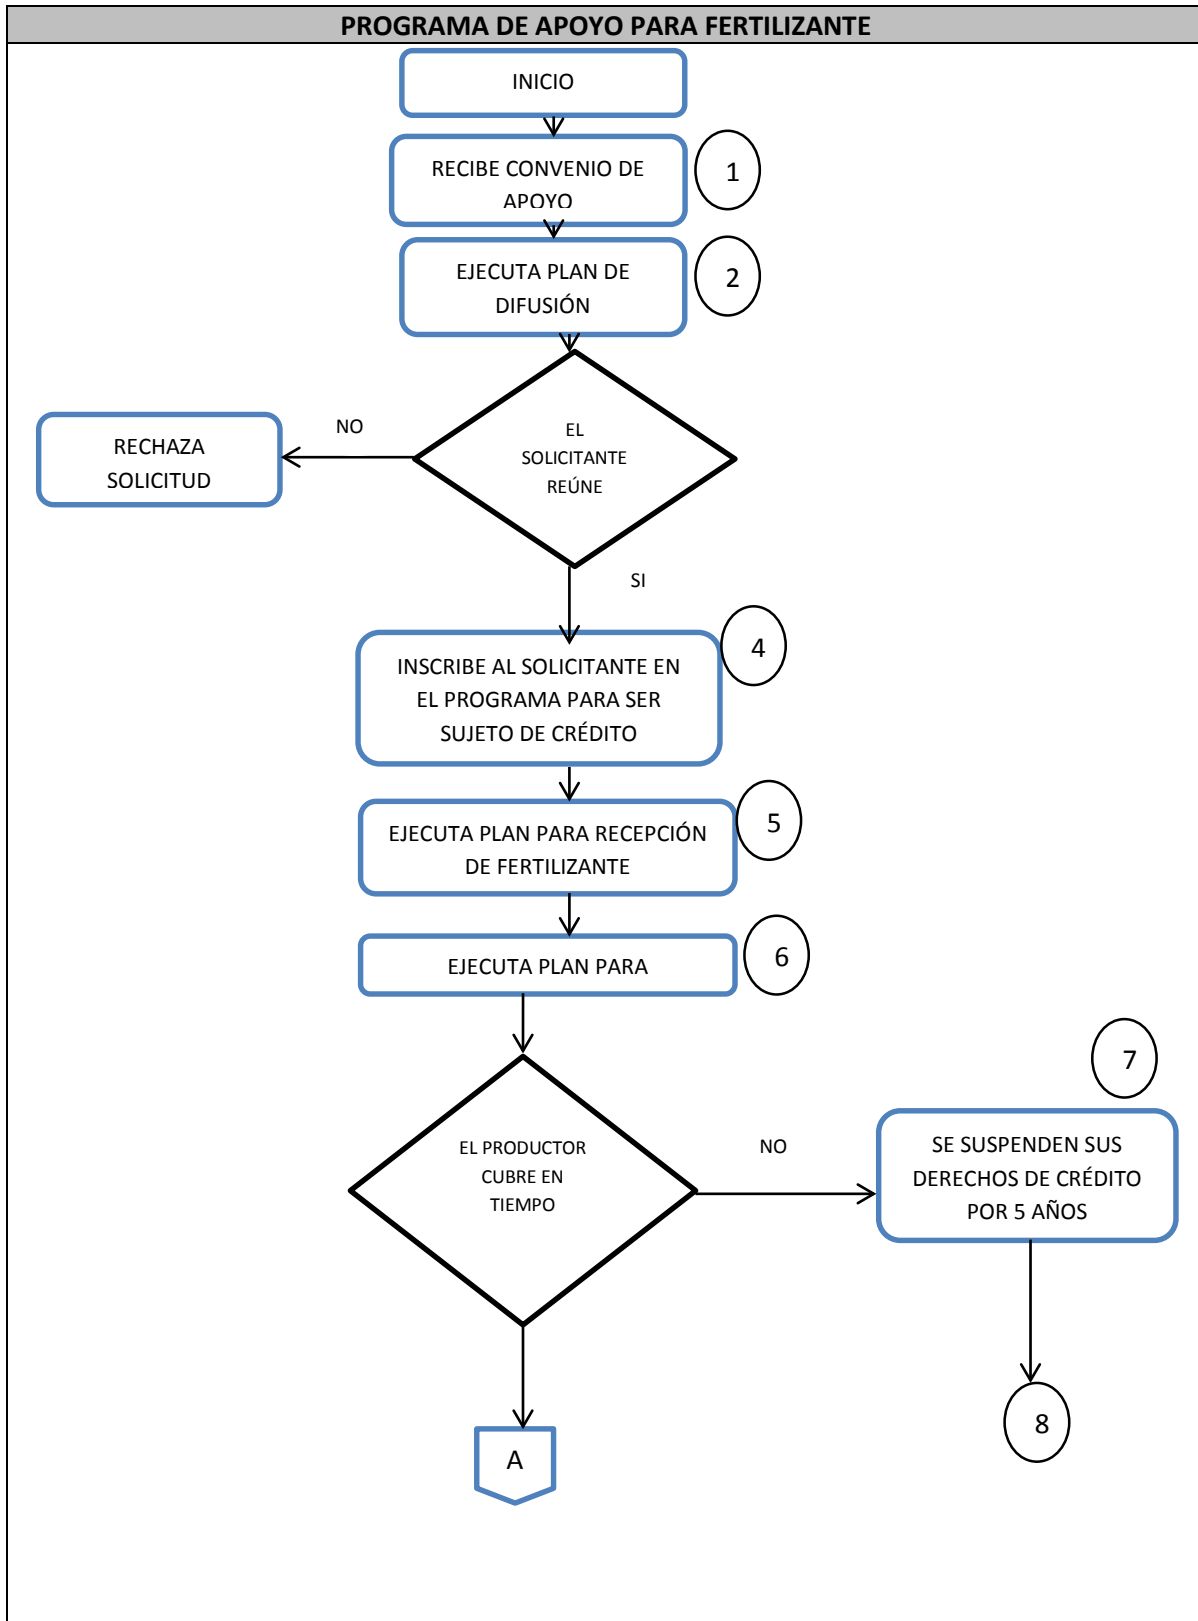 PROGRAMA DE APOYO PARA FERTILIZANTE
INICIO
RECIBE CONVENIO DE
APOYO
1
EJECUTA PLAN DE
DIFUSIÓN
2
EL
SOLICITANTE
REÚNE
NO
RECHAZA
SOLICITUD
SI
INSCRIBE AL SOLICITANTE EN
EL PROGRAMA PARA SER
SUJETO DE CRÉDITO
4
EJECUTA PLAN PARA RECEPCIÓN
DE FERTILIZANTE
5
EJECUTA PLAN PARA
6
EL PRODUCTOR
CUBRE EN
TIEMPO
NO
7
SE SUSPENDEN SUS
DERECHOS DE CRÉDITO
POR 5 AÑOS
8
A